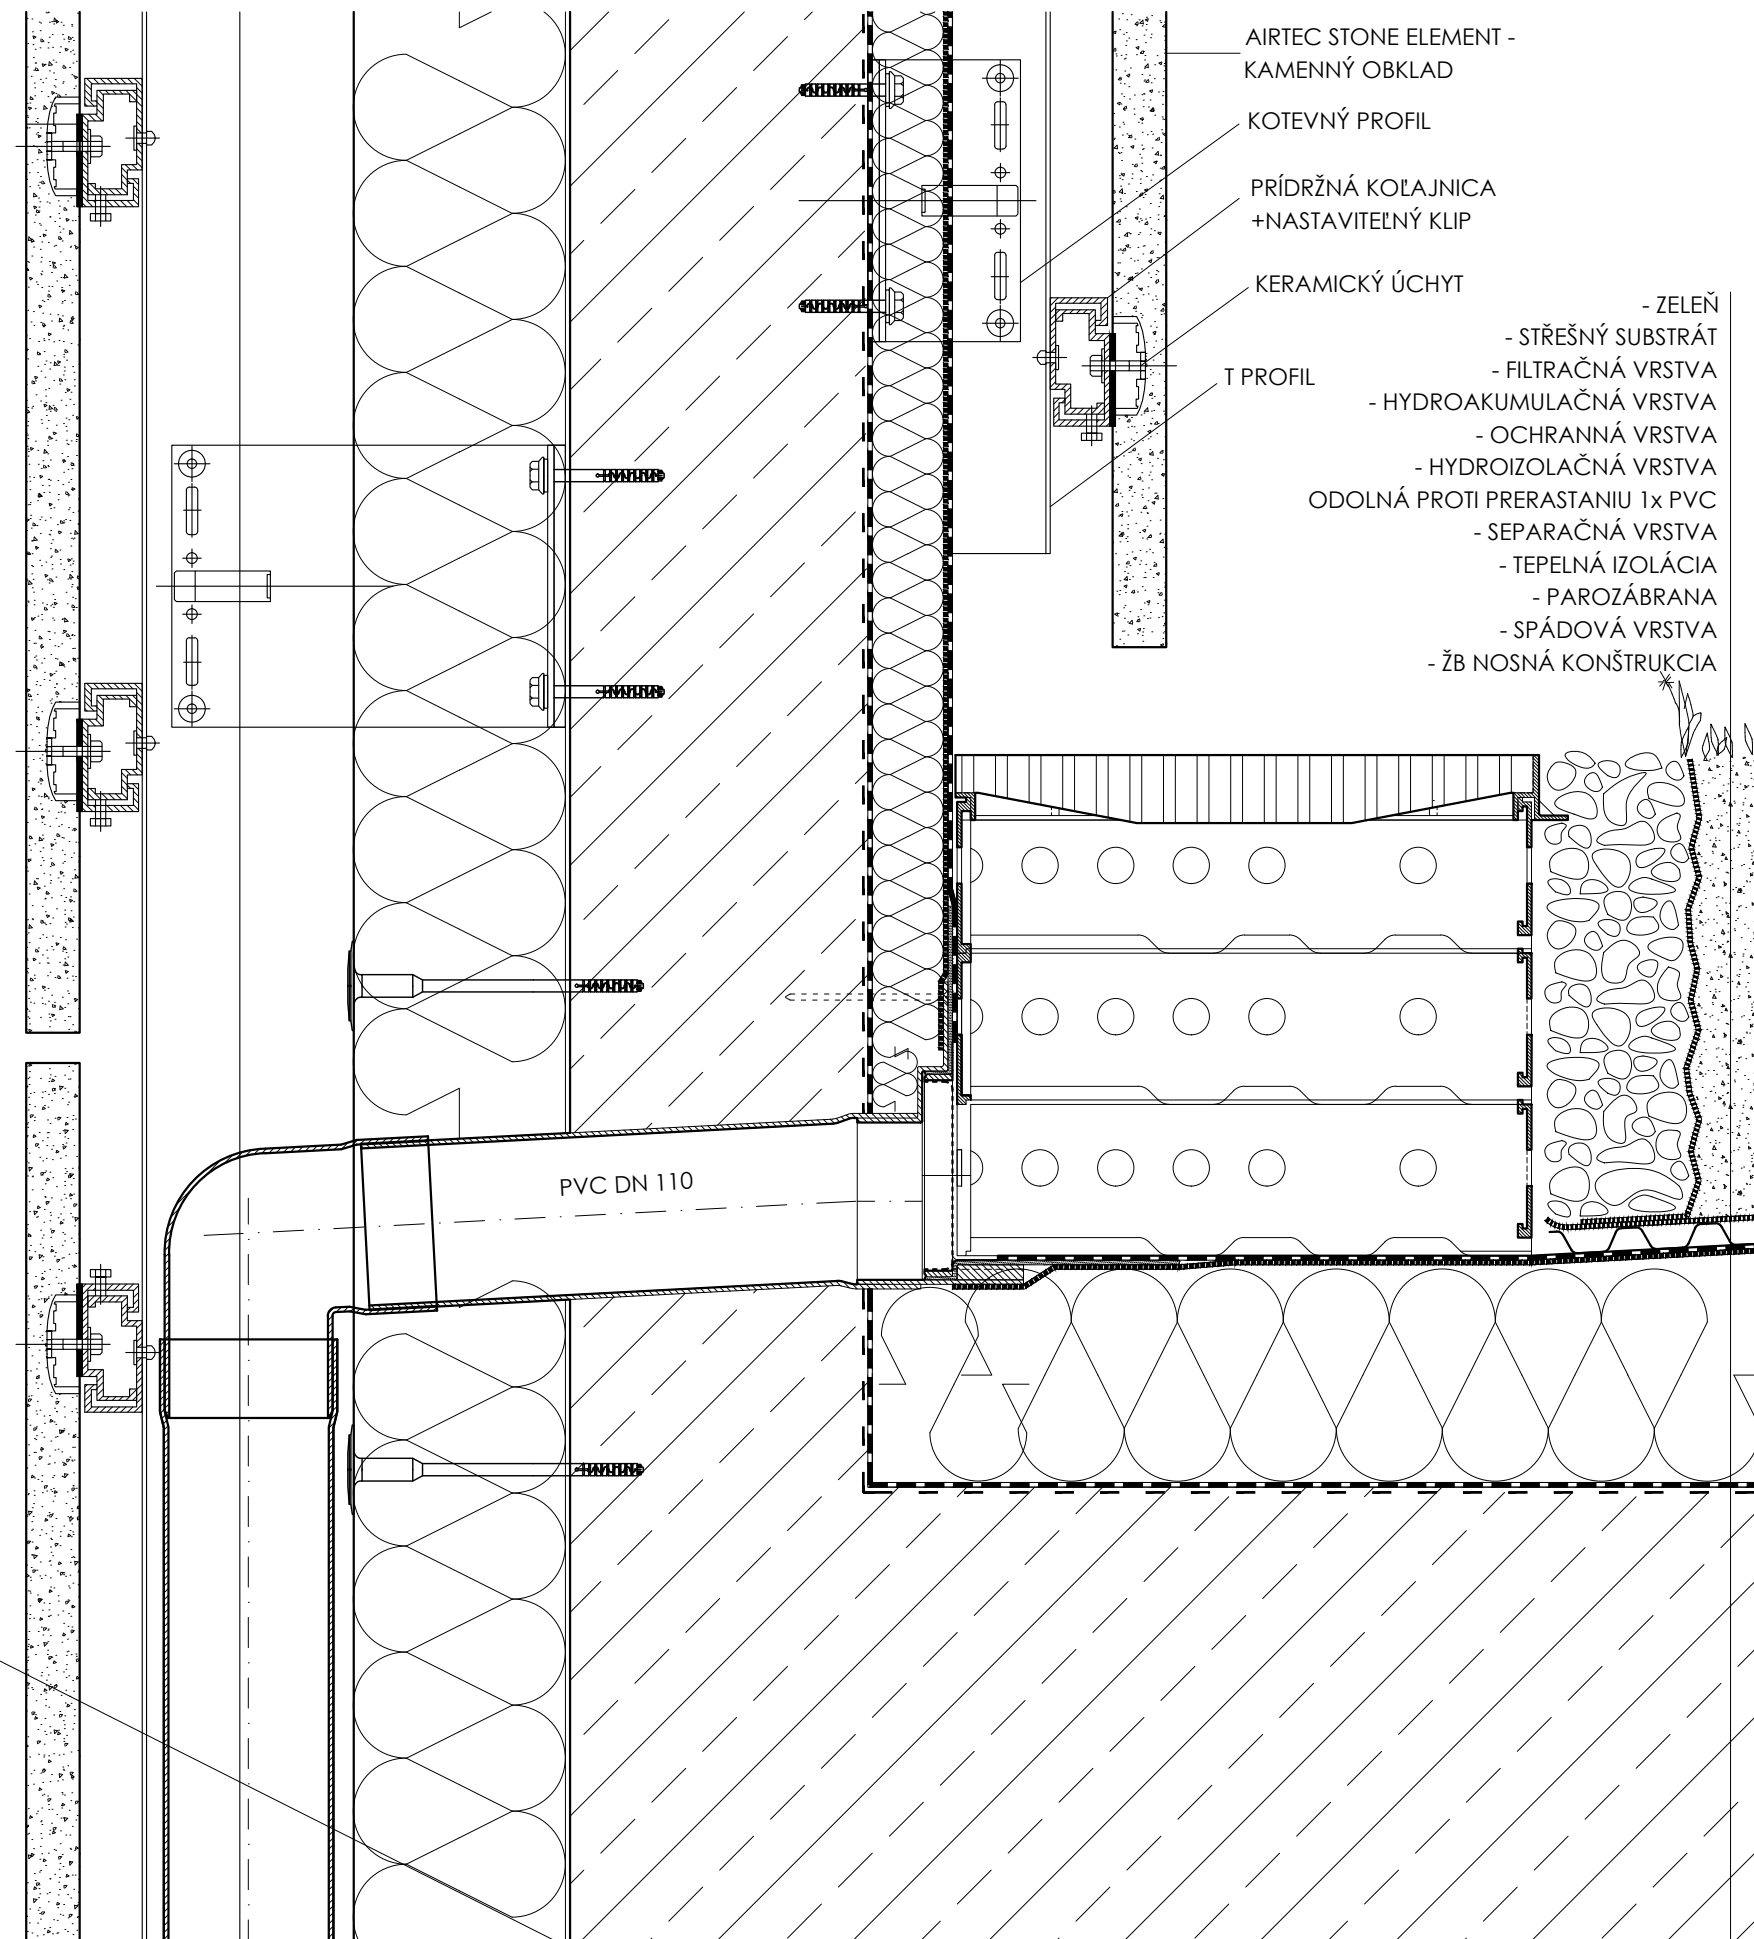 AIRTEC STONE ELEMENT -
KAMENNÝ OBKLAD
KOTEVNÝ PROFIL
PRÍDRŽNÁ KOĽAJNICA
+NASTAVITEĽNÝ KLIP
KERAMICKÝ ÚCHYT
T PROFIL
- ZELEŇ
- STŘEŠNÝ SUBSTRÁT
- FILTRAČNÁ VRSTVA
- HYDROAKUMULAČNÁ VRSTVA
- OCHRANNÁ VRSTVA
- HYDROIZOLAČNÁ VRSTVA
ODOLNÁ PROTI PRERASTANIU 1x PVC
- SEPARAČNÁ VRSTVA
- TEPELNÁ IZOLÁCIA
- PAROZÁBRANA
- SPÁDOVÁ VRSTVA
- ŽB NOSNÁ KONŠTRUKCIA
PVC DN 110